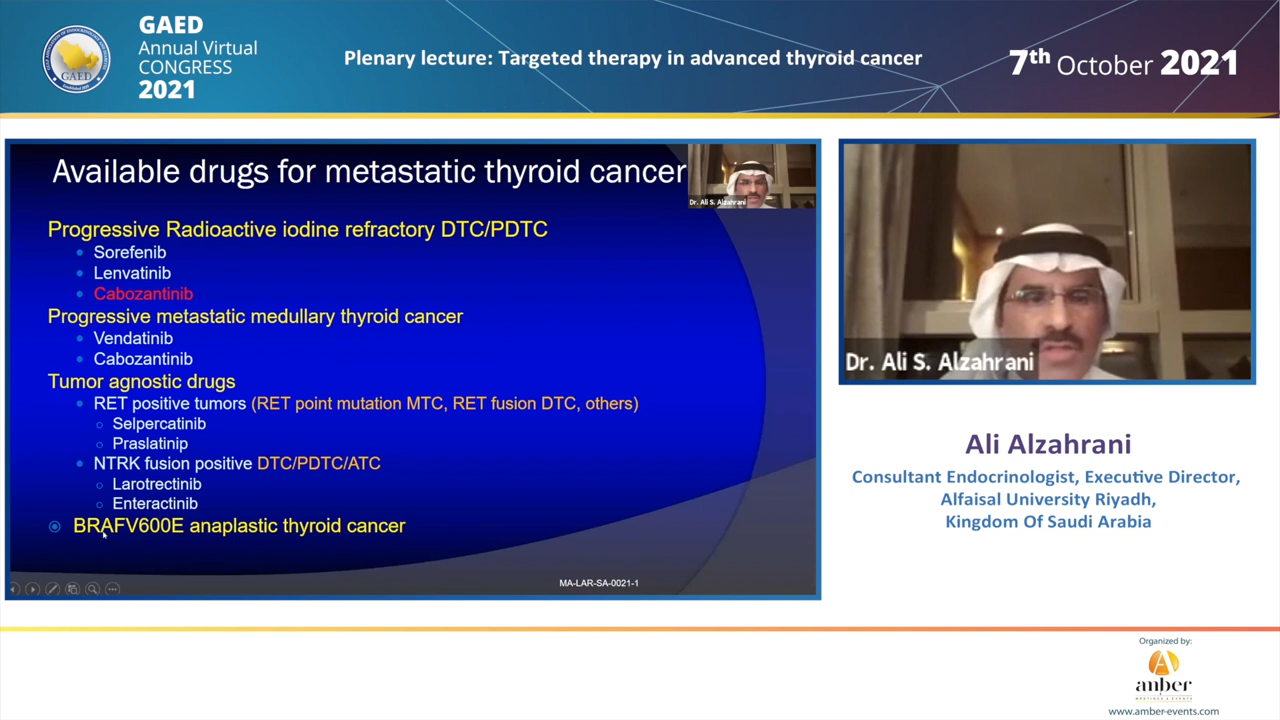 GAED
Annual Virtual
CONGRESS
2021
Plenary lecture: Targeted therapy in advanced thyroid cancer
7th October 2021
GAED
Available drugs for metastatic thyroid cancer
Dr. Ali S. Alzahrani
Progressive Radioactive iodine refractory DTC/PDTC
Sorefenib
Lenvatinib
Cabozantinib
Progressive metastatic medullary thyroid cancer
Vendatinib
Cabozantinib
Tumor agnostic drugs
RET positive tumors (RET point mutation MTC, RET fusion DTC, others)
Selpercatinib
Praslatinip
NTRK fusion positive DTC/PDTC/ATC
Larotrectinib
Enteractinib
BRAFV600E anaplastic thyroid cancer
MA-LAR-SA-0021-1
Dr. Ali S. Alzahrani
Ali Alzahrani
Consultant Endocrinologist, Executive Director,
Alfaisal University Riyadh,
Kingdom Of Saudi Arabia
Organized by:
anber
www.amber-events.com